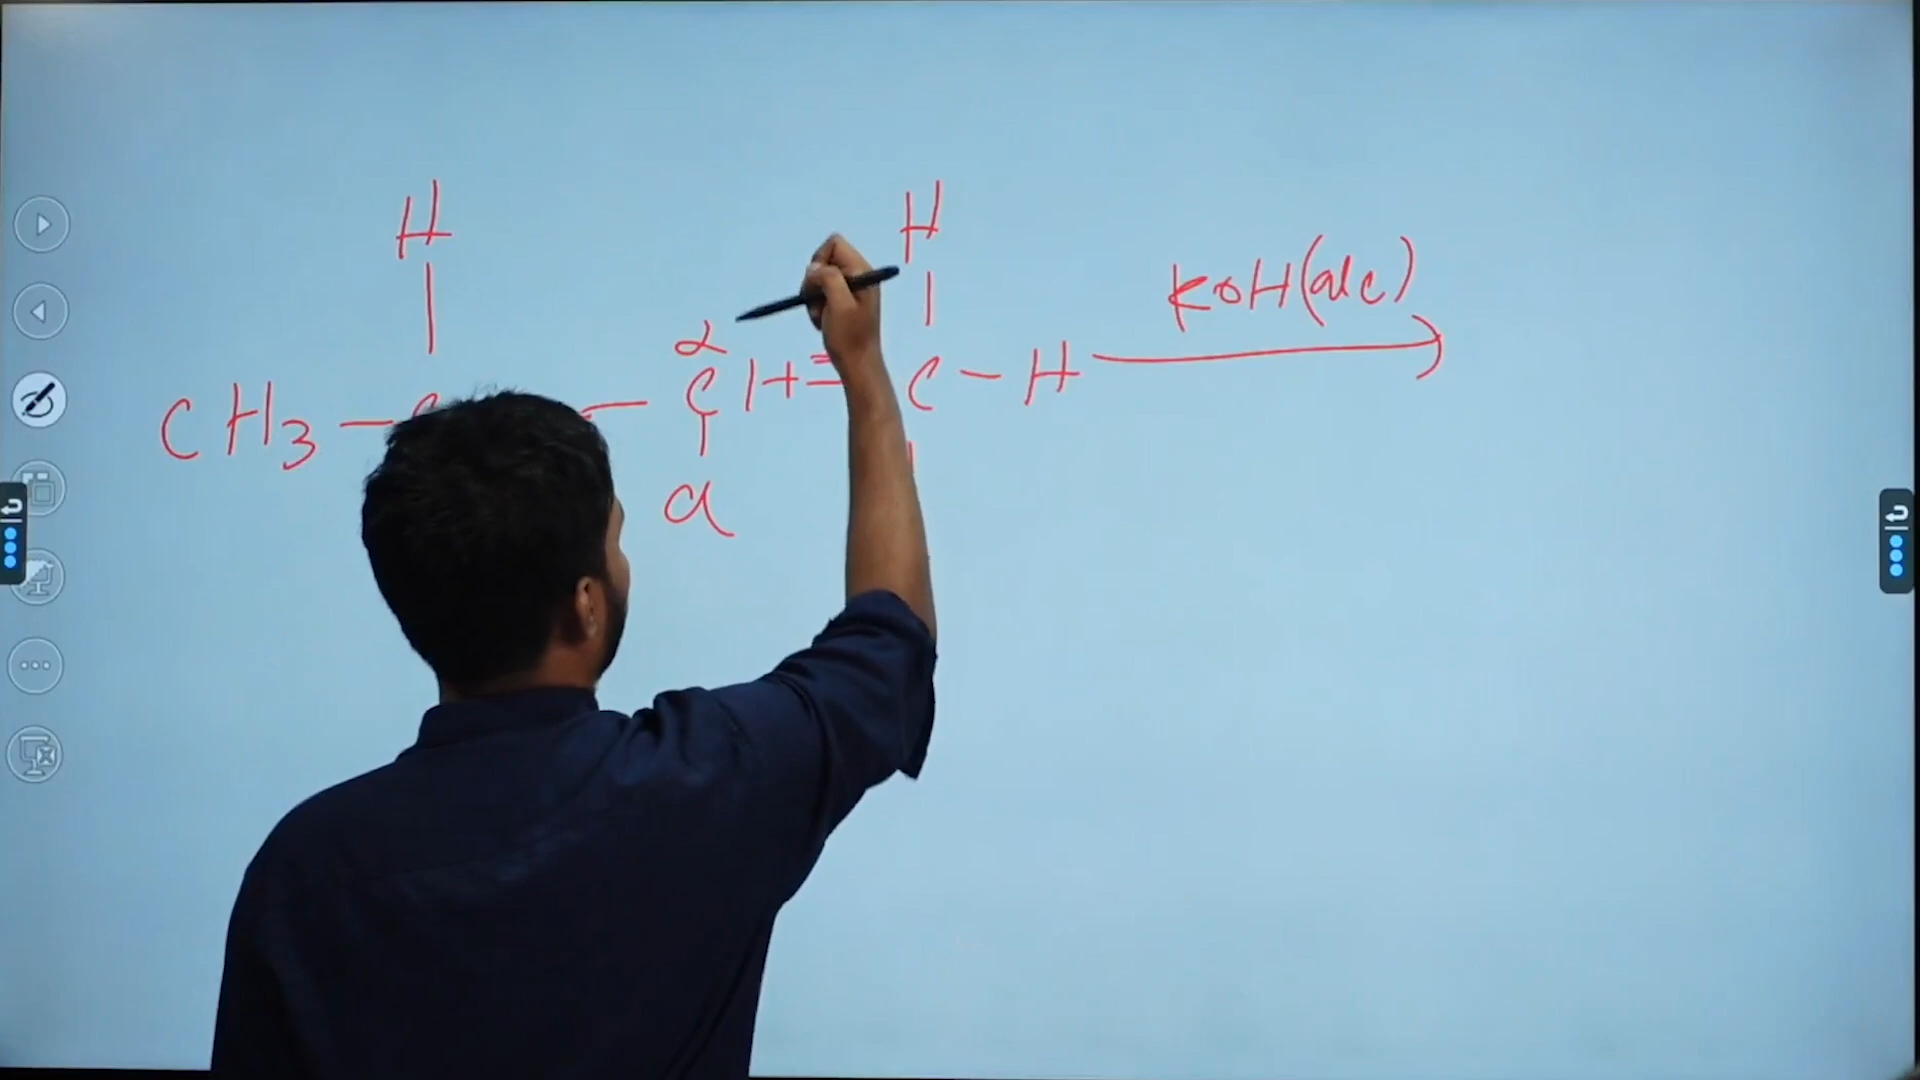 H H
α
CH3 - C - CH - C - H KOH(alc)
Cl